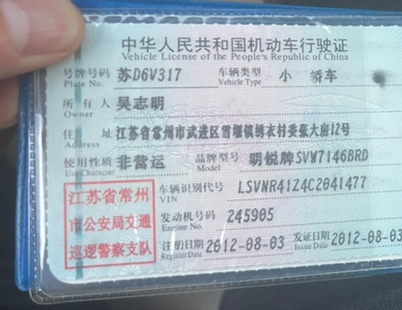 中华人民共和国机动车行驶证
Vehicle License of the People's Republic of China
号牌号码 苏D6V317 车辆类型 小 轿车
Plate No. Vehicle Type
所有人 吴志明
Owner
住址 江苏省常州市武进区雪堰镇绣衣村委张大房12号
Address
使用性质 非营运 品牌型号 明锐牌SVW7146BRD
Use Character Model
江苏省常州
市公安局交通
巡逻警察支队
车辆识别代号 LSVNR4124C2041477
VIN
发动机号码 245905
Engine No.
注册日期 2012-08-03 发证日期 2012-08-03
Register Date Issue Date